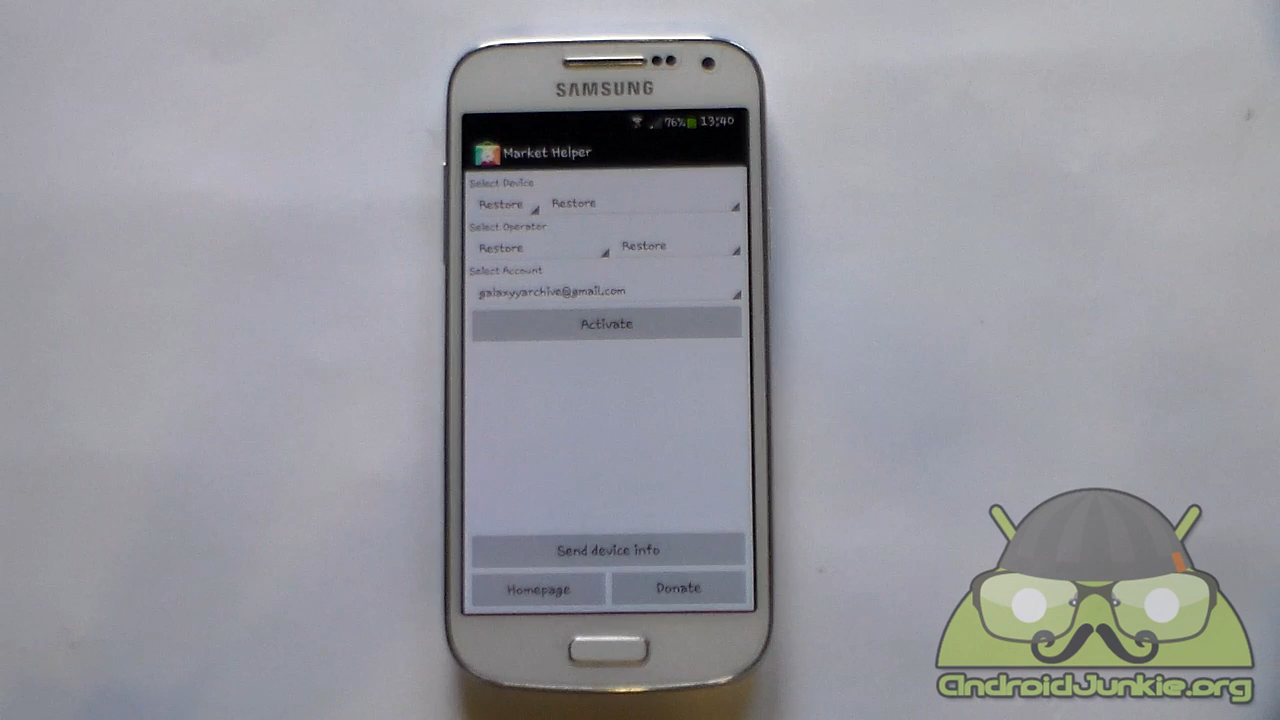 SAMSUNG
76% 13:40
Market Helper
Select Device
Restore Restore
Select Operator
Restore Restore
Select Account
galaxyyarchive@gmail.com
Activate
Send device info
Homepage Donate
AndroidJunkie.org